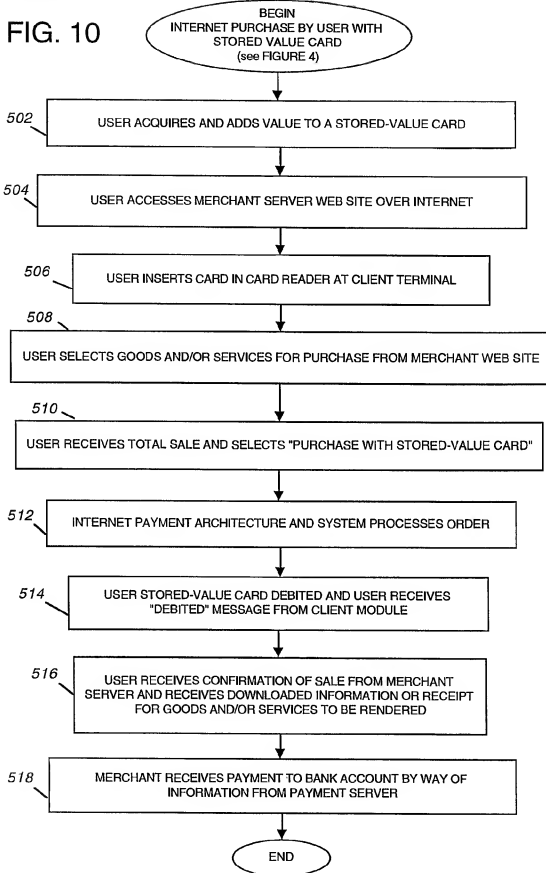 FIG. 10
BEGIN
INTERNET PURCHASE BY USER WITH
STORED VALUE CARD
(see FIGURE 4)
502
USER ACQUIRES AND ADDS VALUE TO A STORED-VALUE CARD
504
USER ACCESSES MERCHANT SERVER WEB SITE OVER INTERNET
506
USER INSERTS CARD IN CARD READER AT CLIENT TERMINAL
508
USER SELECTS GOODS AND/OR SERVICES FOR PURCHASE FROM MERCHANT WEB SITE
510
USER RECEIVES TOTAL SALE AND SELECTS "PURCHASE WITH STORED-VALUE CARD"
512
INTERNET PAYMENT ARCHITECTURE AND SYSTEM PROCESSES ORDER
514
USER STORED-VALUE CARD DEBITED AND USER RECEIVES
"DEBITED" MESSAGE FROM CLIENT MODULE
516
USER RECEIVES CONFIRMATION OF SALE FROM MERCHANT
SERVER AND RECEIVES DOWNLOADED INFORMATION OR RECEIPT
FOR GOODS AND/OR SERVICES TO BE RENDERED
518
MERCHANT RECEIVES PAYMENT TO BANK ACCOUNT BY WAY OF
INFORMATION FROM PAYMENT SERVER
END